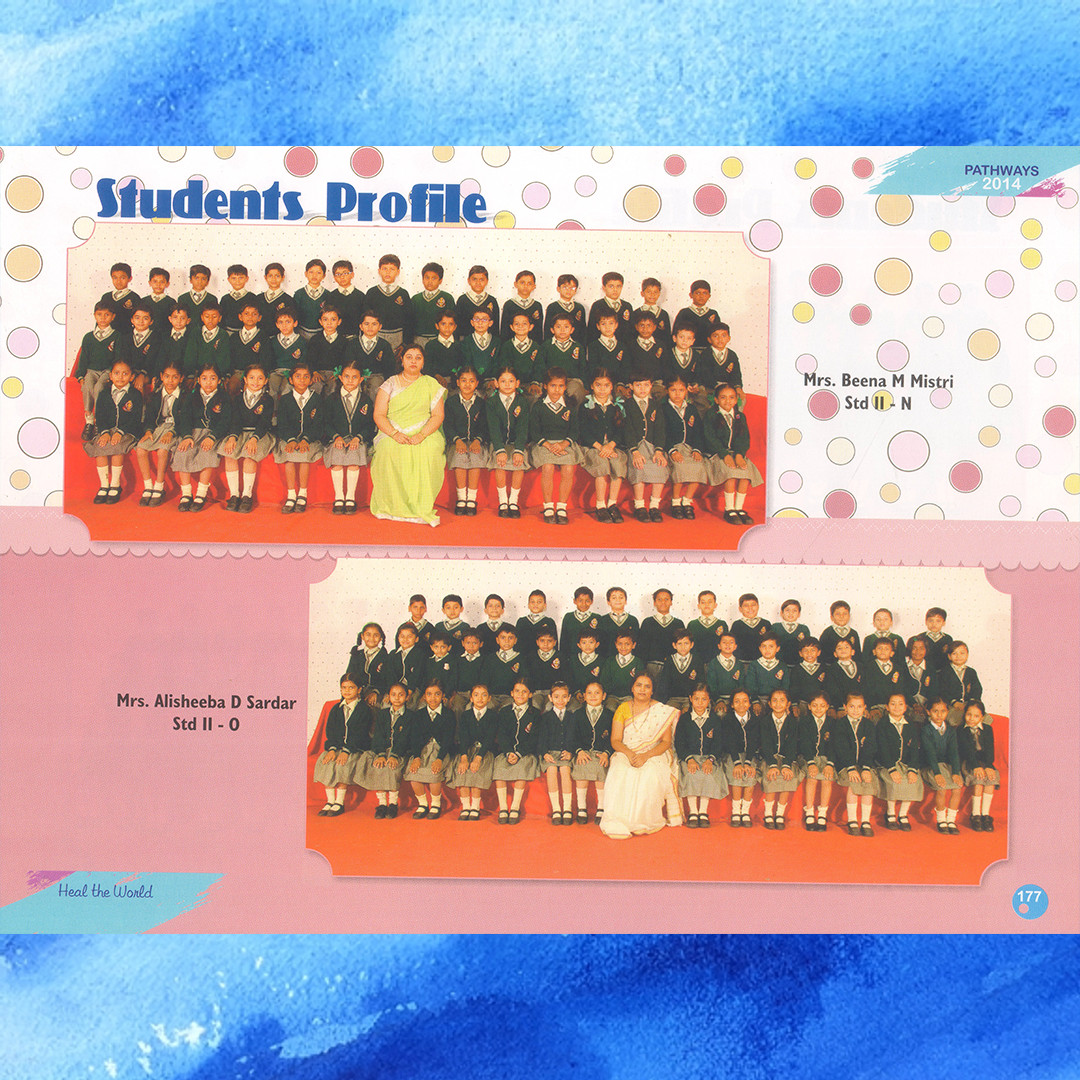 PATHWAYS
2014
Students Profile
Mrs. Beena M Mistri
Std II - N
Mrs. Alisheeba D Sardar
Std II - O
Heal the World
177